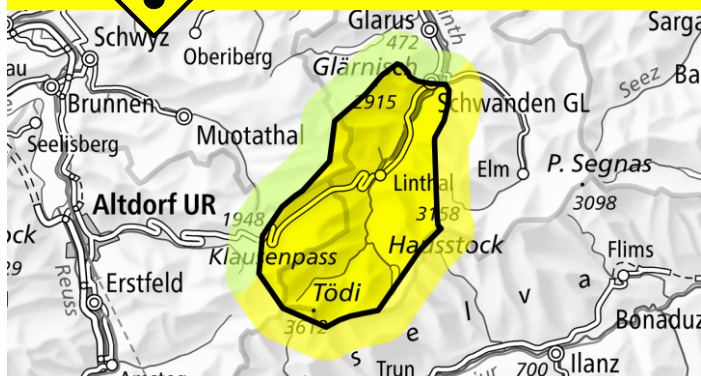 Glarus
Sarga
Schwyz
Linth
472
Oberiberg
Glärnisch
au
Seez
Ba
Brunnen
2915
Schwanden GL
Muotathal
Seelisberg
Elm
P. Segnas
Linthal
Altdorf UR
1948
3158
3098
ock
Klausenpass
Hausstock
Flims
29
Reuss
Erstfeld
Tödi
s e l v a
Bonaduz
3612
Trun
700
Ilanz